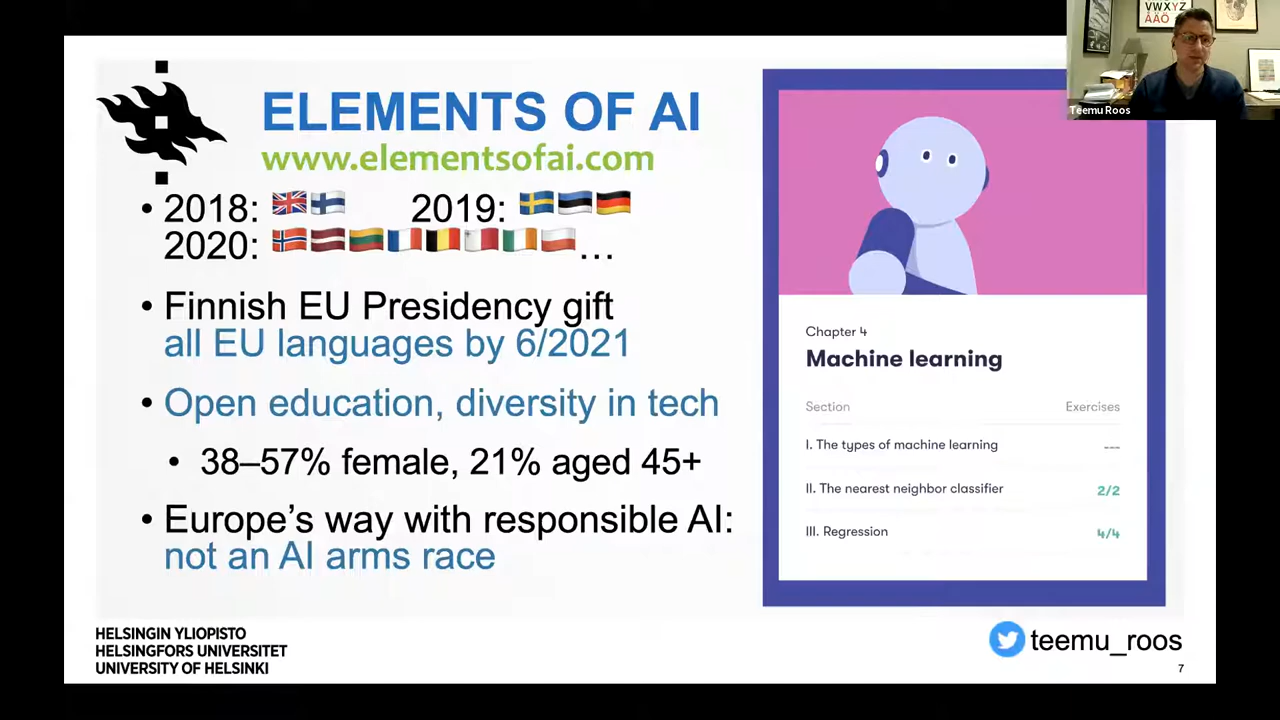 VWXYZ
ÅÄÖ
Teemu Roos
ELEMENTS OF AI
www.elementsofai.com
• 2018: 🇬🇧🇫🇮 2019: 🇸🇪🇪🇪🇩🇪
2020: 🇳🇴🇱🇻🇱🇹🇫🇷🇧🇪🇲🇹🇮🇪🇵🇱...
• Finnish EU Presidency gift
all EU languages by 6/2021
• Open education, diversity in tech
• 38–57% female, 21% aged 45+
• Europe's way with responsible AI:
not an AI arms race
Chapter 4
Machine learning
Section Exercises
I. The types of machine learning ---
II. The nearest neighbor classifier 2/2
III. Regression 4/4
HELSINGIN YLIOPISTO
HELSINGFORS UNIVERSITET
UNIVERSITY OF HELSINKI
teemu_roos
7